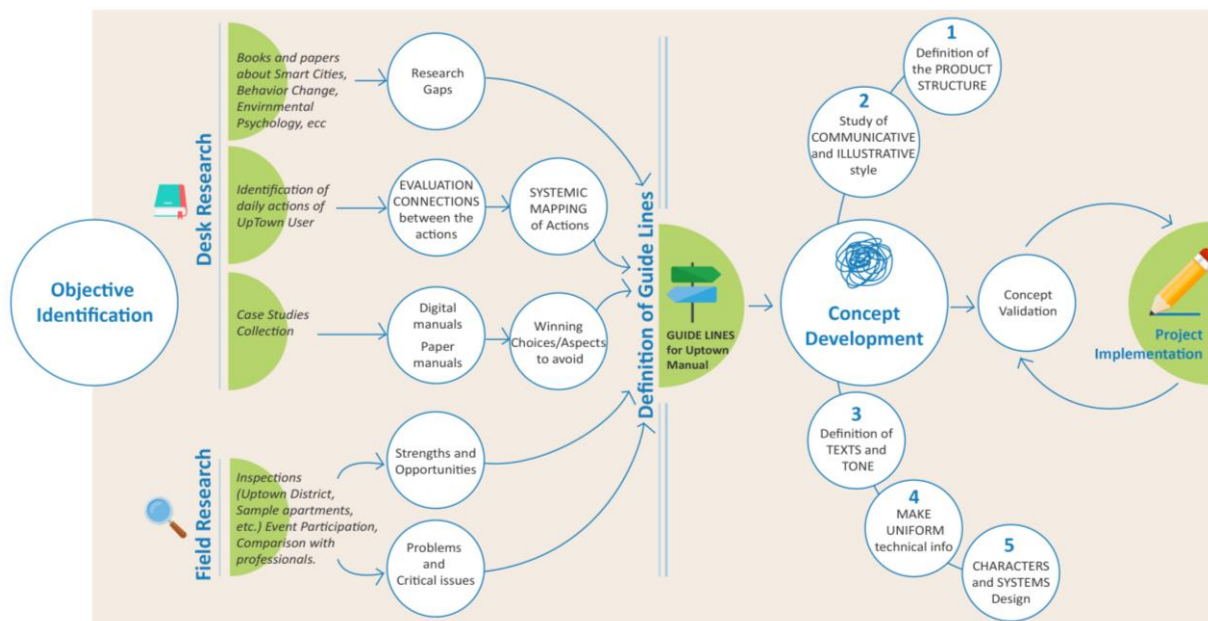 Objective
Identification
Desk Research
Books and papers
about Smart Cities,
Behavior Change,
Envirnmental
Psychology, ecc
Research
Gaps
Identification of
daily actions of
UpTown User
EVALUATION
CONNECTIONS
between the
actions
SYSTEMIC
MAPPING
of Actions
Case Studies
Collection
Digital
manuals
Paper
manuals
Winning
Choices/Aspects
to avoid
Field Research
Inspections
(Uptown District,
Sample apartments,
etc.) Event Participation,
Comparison with
professionals.
Strengths and
Opportunities
Problems
and
Critical issues
Definition of Guide Lines
GUIDE LINES
for Uptown
Manual
Concept
Development
1
Definition of
the PRODUCT
STRUCTURE
2
Study of
COMMUNICATIVE
and ILLUSTRATIVE
style
3
Definition of
TEXTS and
TONE
4
MAKE
UNIFORM
technical info
5
CHARACTERS
and SYSTEMS
Design
Concept
Validation
Project
Implementation